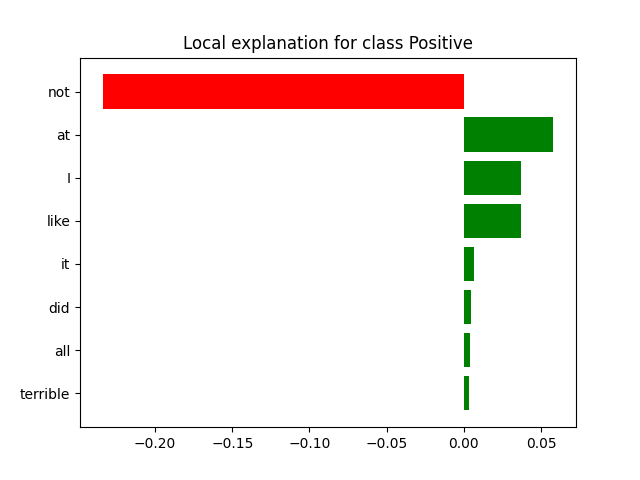 Local explanation for class Positive
not
at
I
like
it
did
all
terrible
−0.20 −0.15 −0.10 −0.05 0.00 0.05